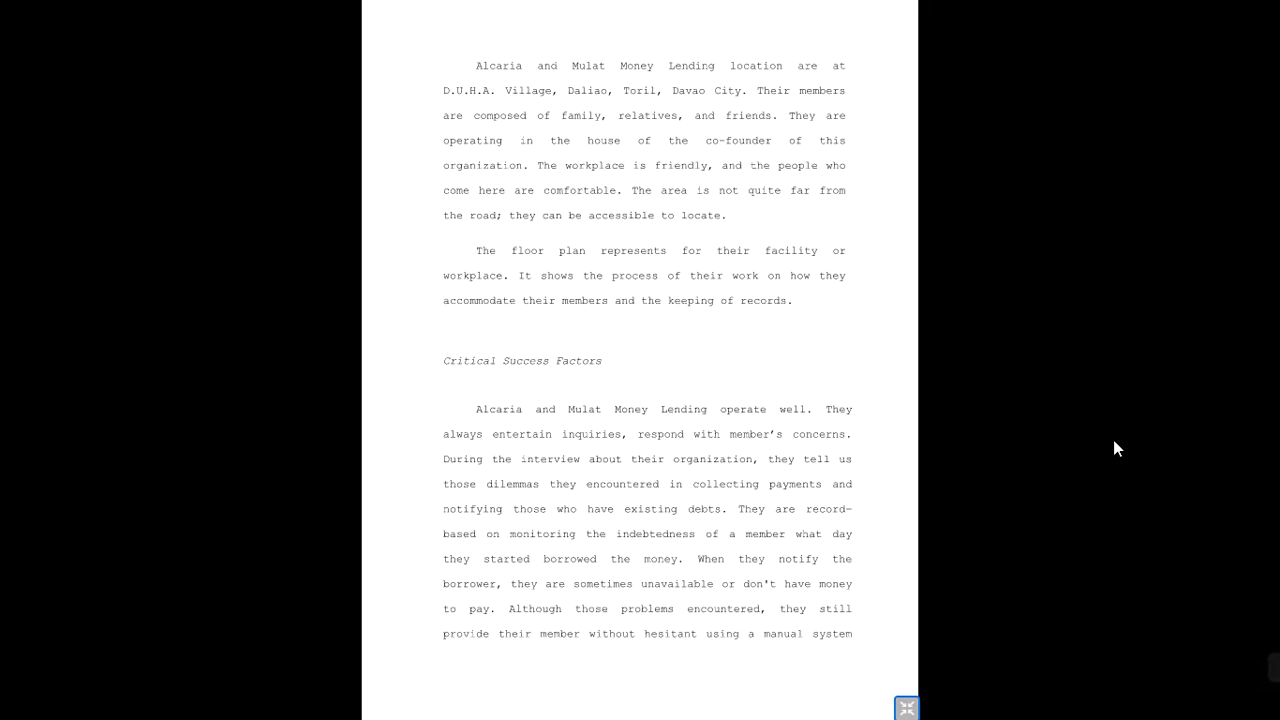 Alcaria and Mulat Money Lending location are at
D.U.H.A. Village, Daliao, Toril, Davao City. Their members
are composed of family, relatives, and friends. They are
operating in the house of the co-founder of this
organization. The workplace is friendly, and the people who
come here are comfortable. The area is not quite far from
the road; they can be accessible to locate.
The floor plan represents for their facility or
workplace. It shows the process of their work on how they
accommodate their members and the keeping of records.
Critical Success Factors
Alcaria and Mulat Money Lending operate well. They
always entertain inquiries, respond with member’s concerns.
During the interview about their organization, they tell us
those dilemmas they encountered in collecting payments and
notifying those who have existing debts. They are record-
based on monitoring the indebtedness of a member what day
they started borrowed the money. When they notify the
borrower, they are sometimes unavailable or don't have money
to pay. Although those problems encountered, they still
provide their member without hesitant using a manual system